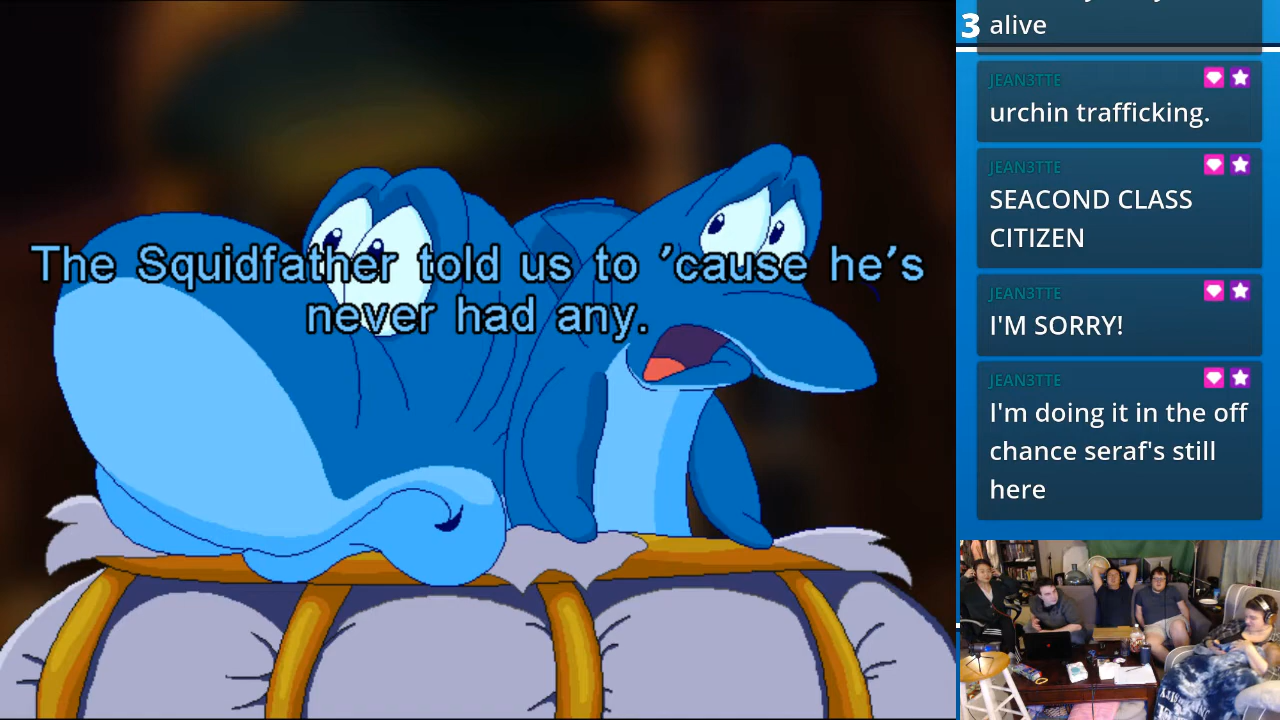 The Squidfather told us to 'cause he's
never had any.
3
alive
JEAN3TTE
urchin trafficking.
JEAN3TTE
SEACOND CLASS
CITIZEN
JEAN3TTE
I'M SORRY!
JEAN3TTE
I'm doing it in the off
chance seraf's still
here